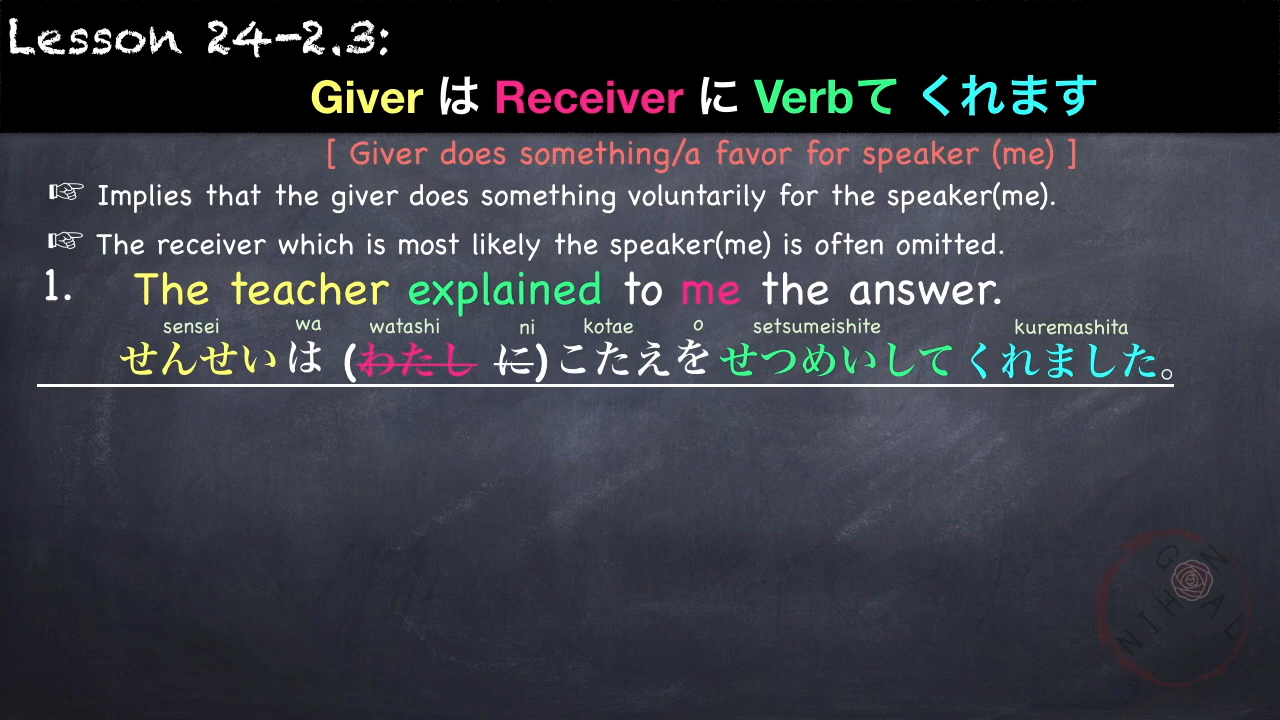 Lesson 24-2.3:
Giver は Receiver に Verbて くれます
[ Giver does something/a favor for speaker (me) ]
☞ Implies that the giver does something voluntarily for the speaker(me).
☞ The receiver which is most likely the speaker(me) is often omitted.
1. The teacher explained to me the answer.
sensei wa watashi ni kotae o setsumeishite kuremashita
せんせい は (わたし に) こたえを せつめいして くれました。
NIHON GOAL